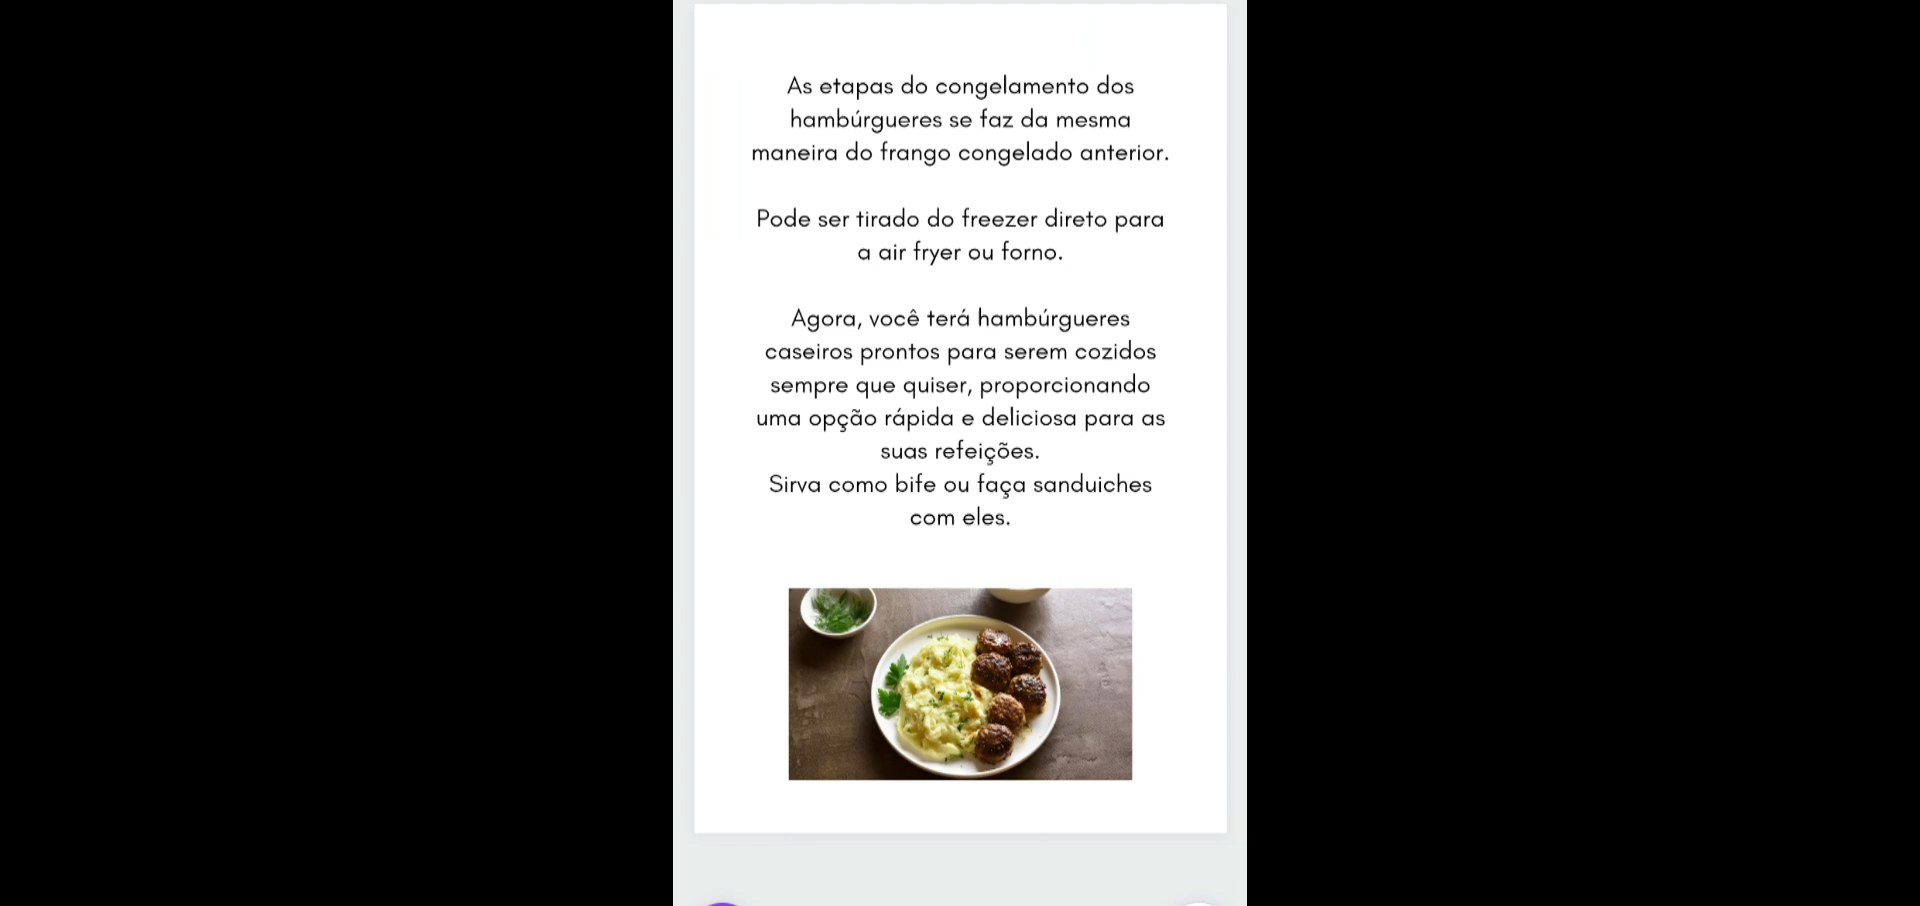 As etapas do congelamento dos
hambúrgueres se faz da mesma
maneira do frango congelado anterior.
Pode ser tirado do freezer direto para
a air fryer ou forno.
Agora, você terá hambúrgueres
caseiros prontos para serem cozidos
sempre que quiser, proporcionando
uma opção rápida e deliciosa para as
suas refeições.
Sirva como bife ou faça sanduiches
com eles.